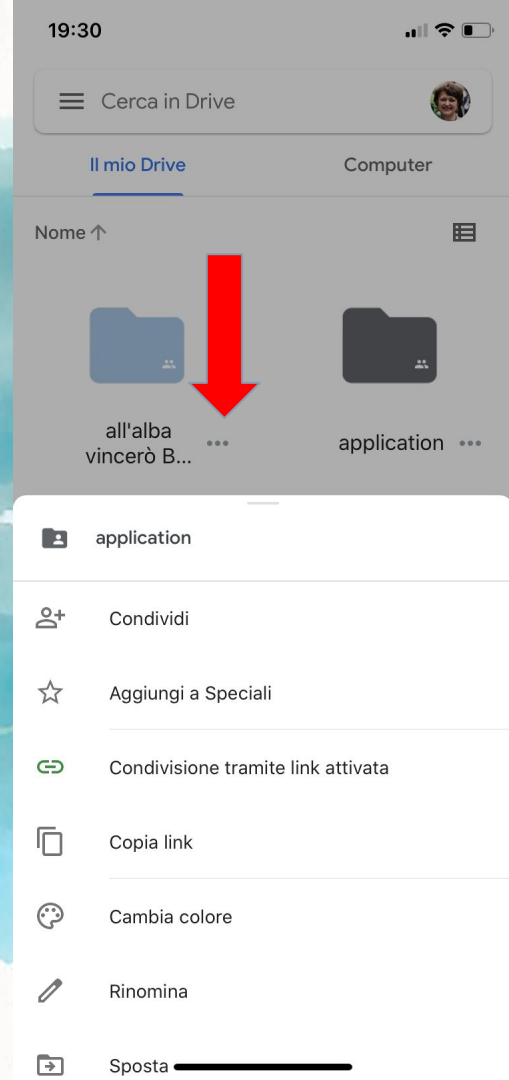 19:30
Cerca in Drive
Il mio Drive
Computer
Nome
all'alba
vincerò B...
application
application
Condividi
Aggiungi a Speciali
Condivisione tramite link attivata
Copia link
Cambia colore
Rinomina
Sposta